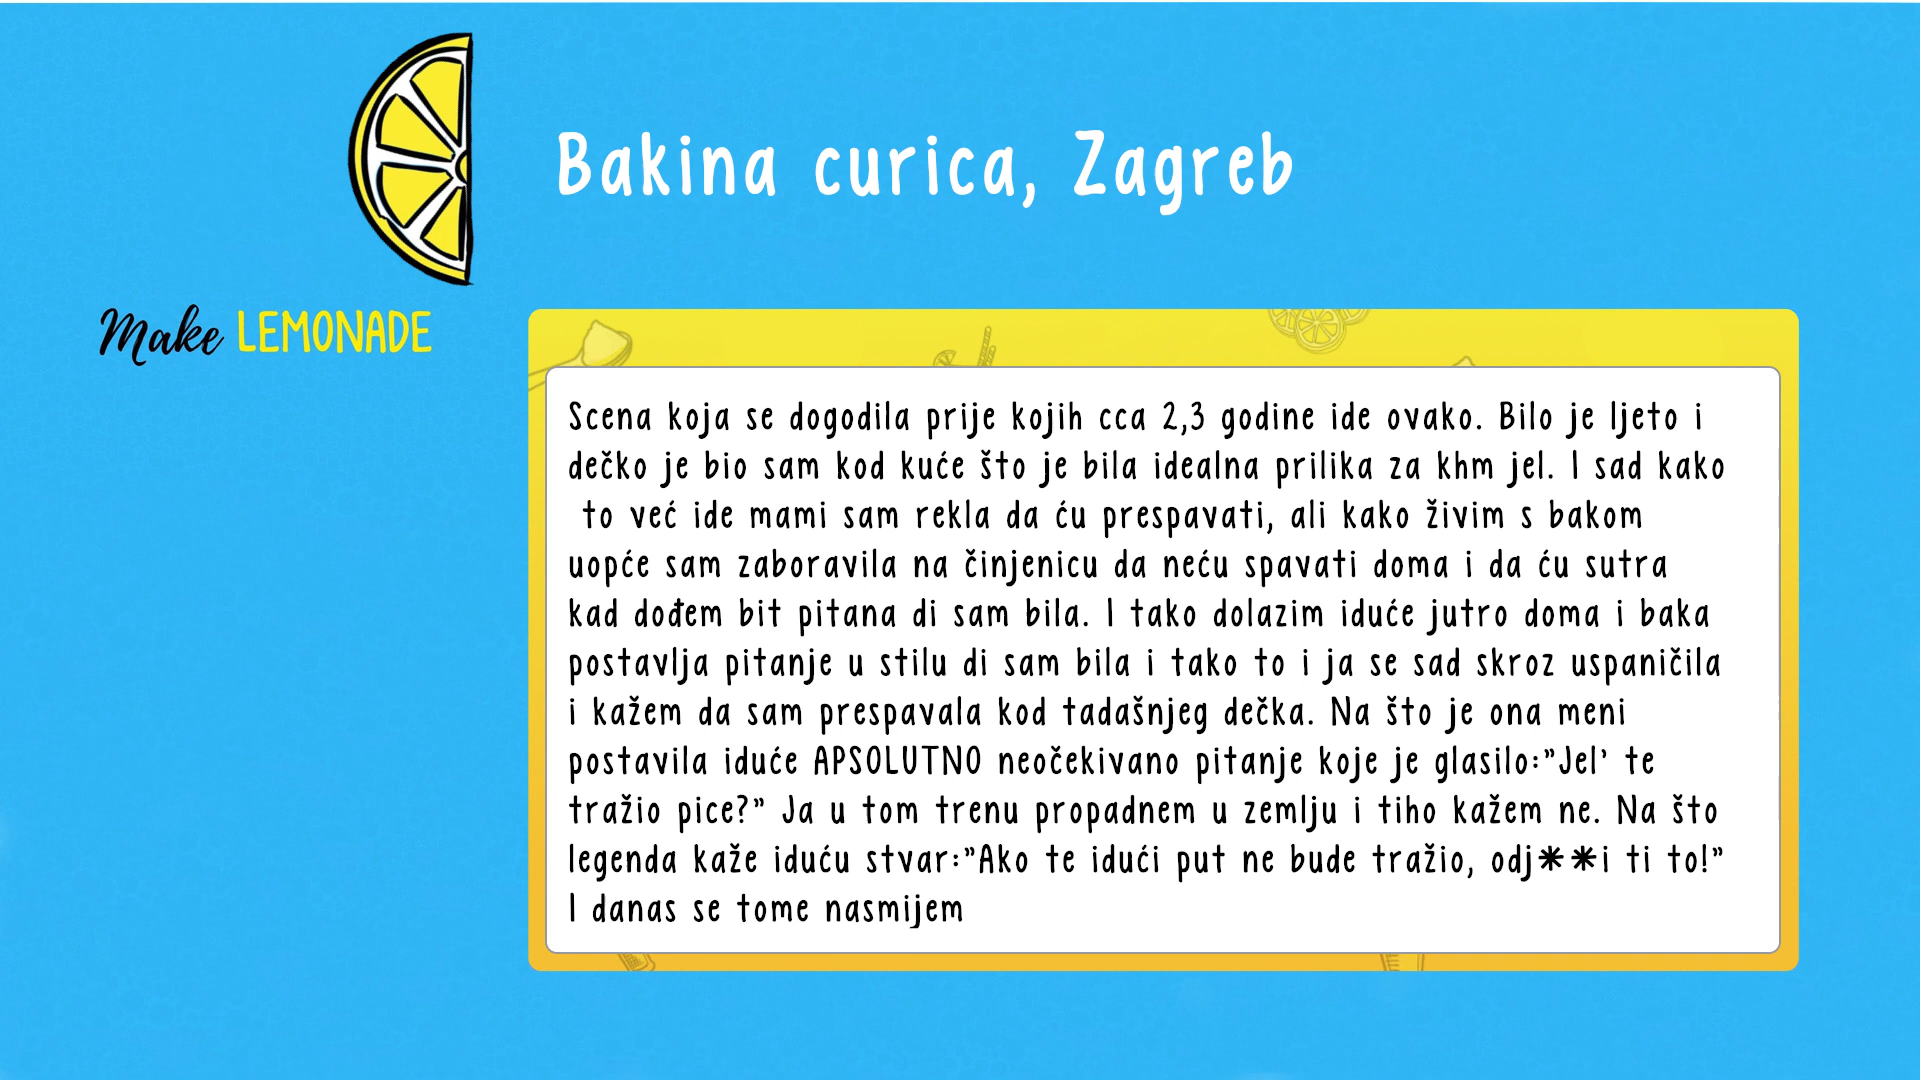 Bakina curica, Zagreb
Make LEMONADE
Scena koja se dogodila prije kojih cca 2,3 godine ide ovako. Bilo je ljeto i
dečko je bio sam kod kuće što je bila idealna prilika za khm jel. I sad kako
to već ide mami sam rekla da ću prespavati, ali kako živim s bakom
uopće sam zaboravila na činjenicu da neću spavati doma i da ću sutra
kad dođem bit pitana di sam bila. I tako dolazim iduće jutro doma i baka
postavlja pitanje u stilu di sam bila i tako to i ja se sad skroz uspaničila
i kažem da sam prespavala kod tadašnjeg dečka. Na što je ona meni
postavila iduće APSOLUTNO neočekivano pitanje koje je glasilo:”Jel’ te
tražio pice?” Ja u tom trenu propadnem u zemlju i tiho kažem ne. Na što
legenda kaže iduću stvar:”Ako te idući put ne bude tražio, odj**i ti to!”
I danas se tome nasmijem